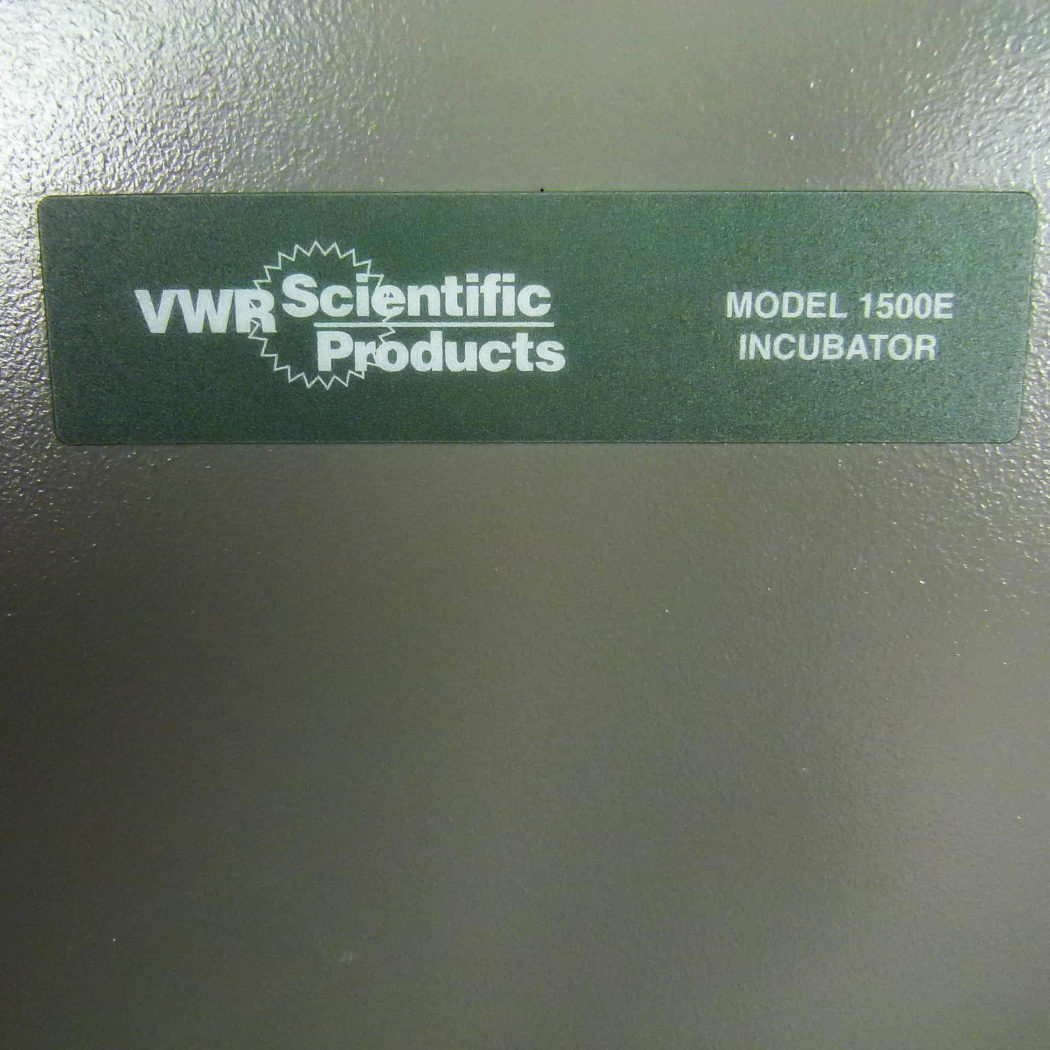 VWR Scientific
Products
MODEL 1500E
INCUBATOR